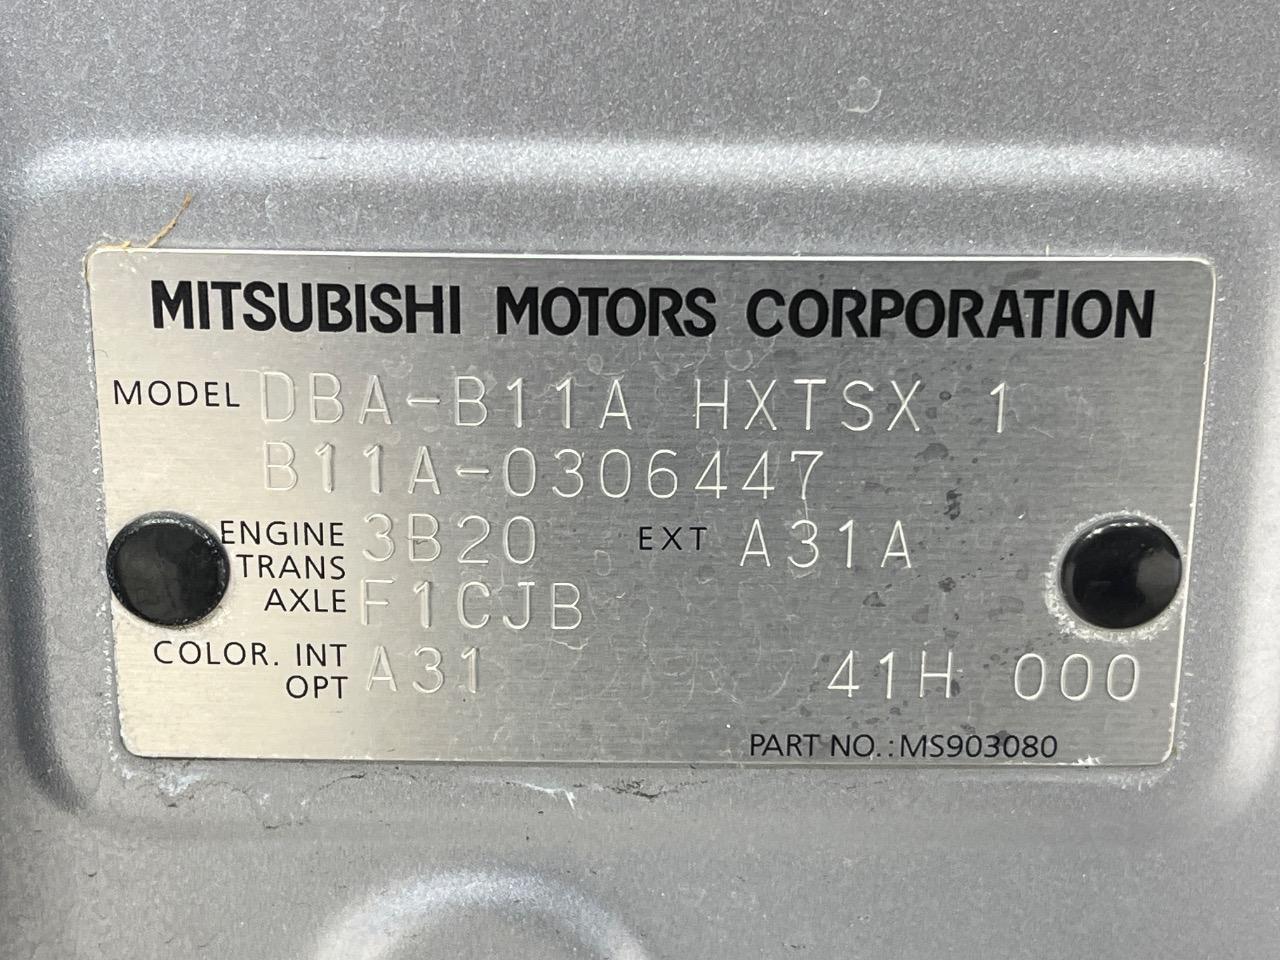 MITSUBISHI MOTORS CORPORATION
MODEL DBA-B11A HXTSX 1
B11A-0306447
ENGINE 3B20 EXT A31A
TRANS
AXLE F1CJB
COLOR. INT A31 41H 000
OPT
PART NO.: MS903080